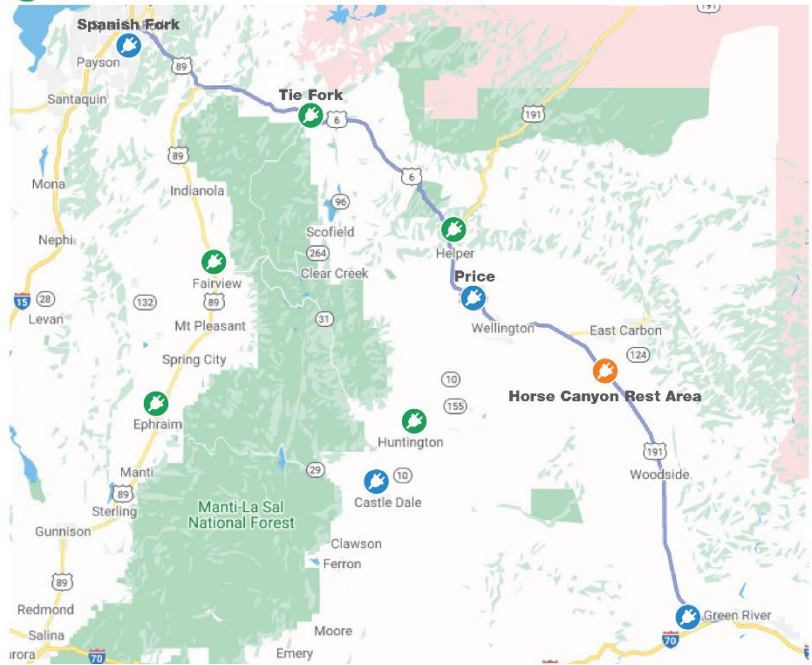 191
Spanish Fork
Payson
89
Santaquin
Tie Fork
6
191
89
6
Mona
Indianola
96
Scofield
Nephi
264
Helper
Clear Creek
Fairview
Price
15
28
132
89
Levan
Mt Pleasant
31
Wellington
East Carbon
124
Spring City
10
Horse Canyon Rest Area
155
Ephraim
Huntington
191
Manti
29
10
Woodside
89
Castle Dale
Sterling
Manti-La Sal
National Forest
Gunnison
Clawson
Ferron
89
Redmond
Green River
Salina
Moore
70
70
Emery